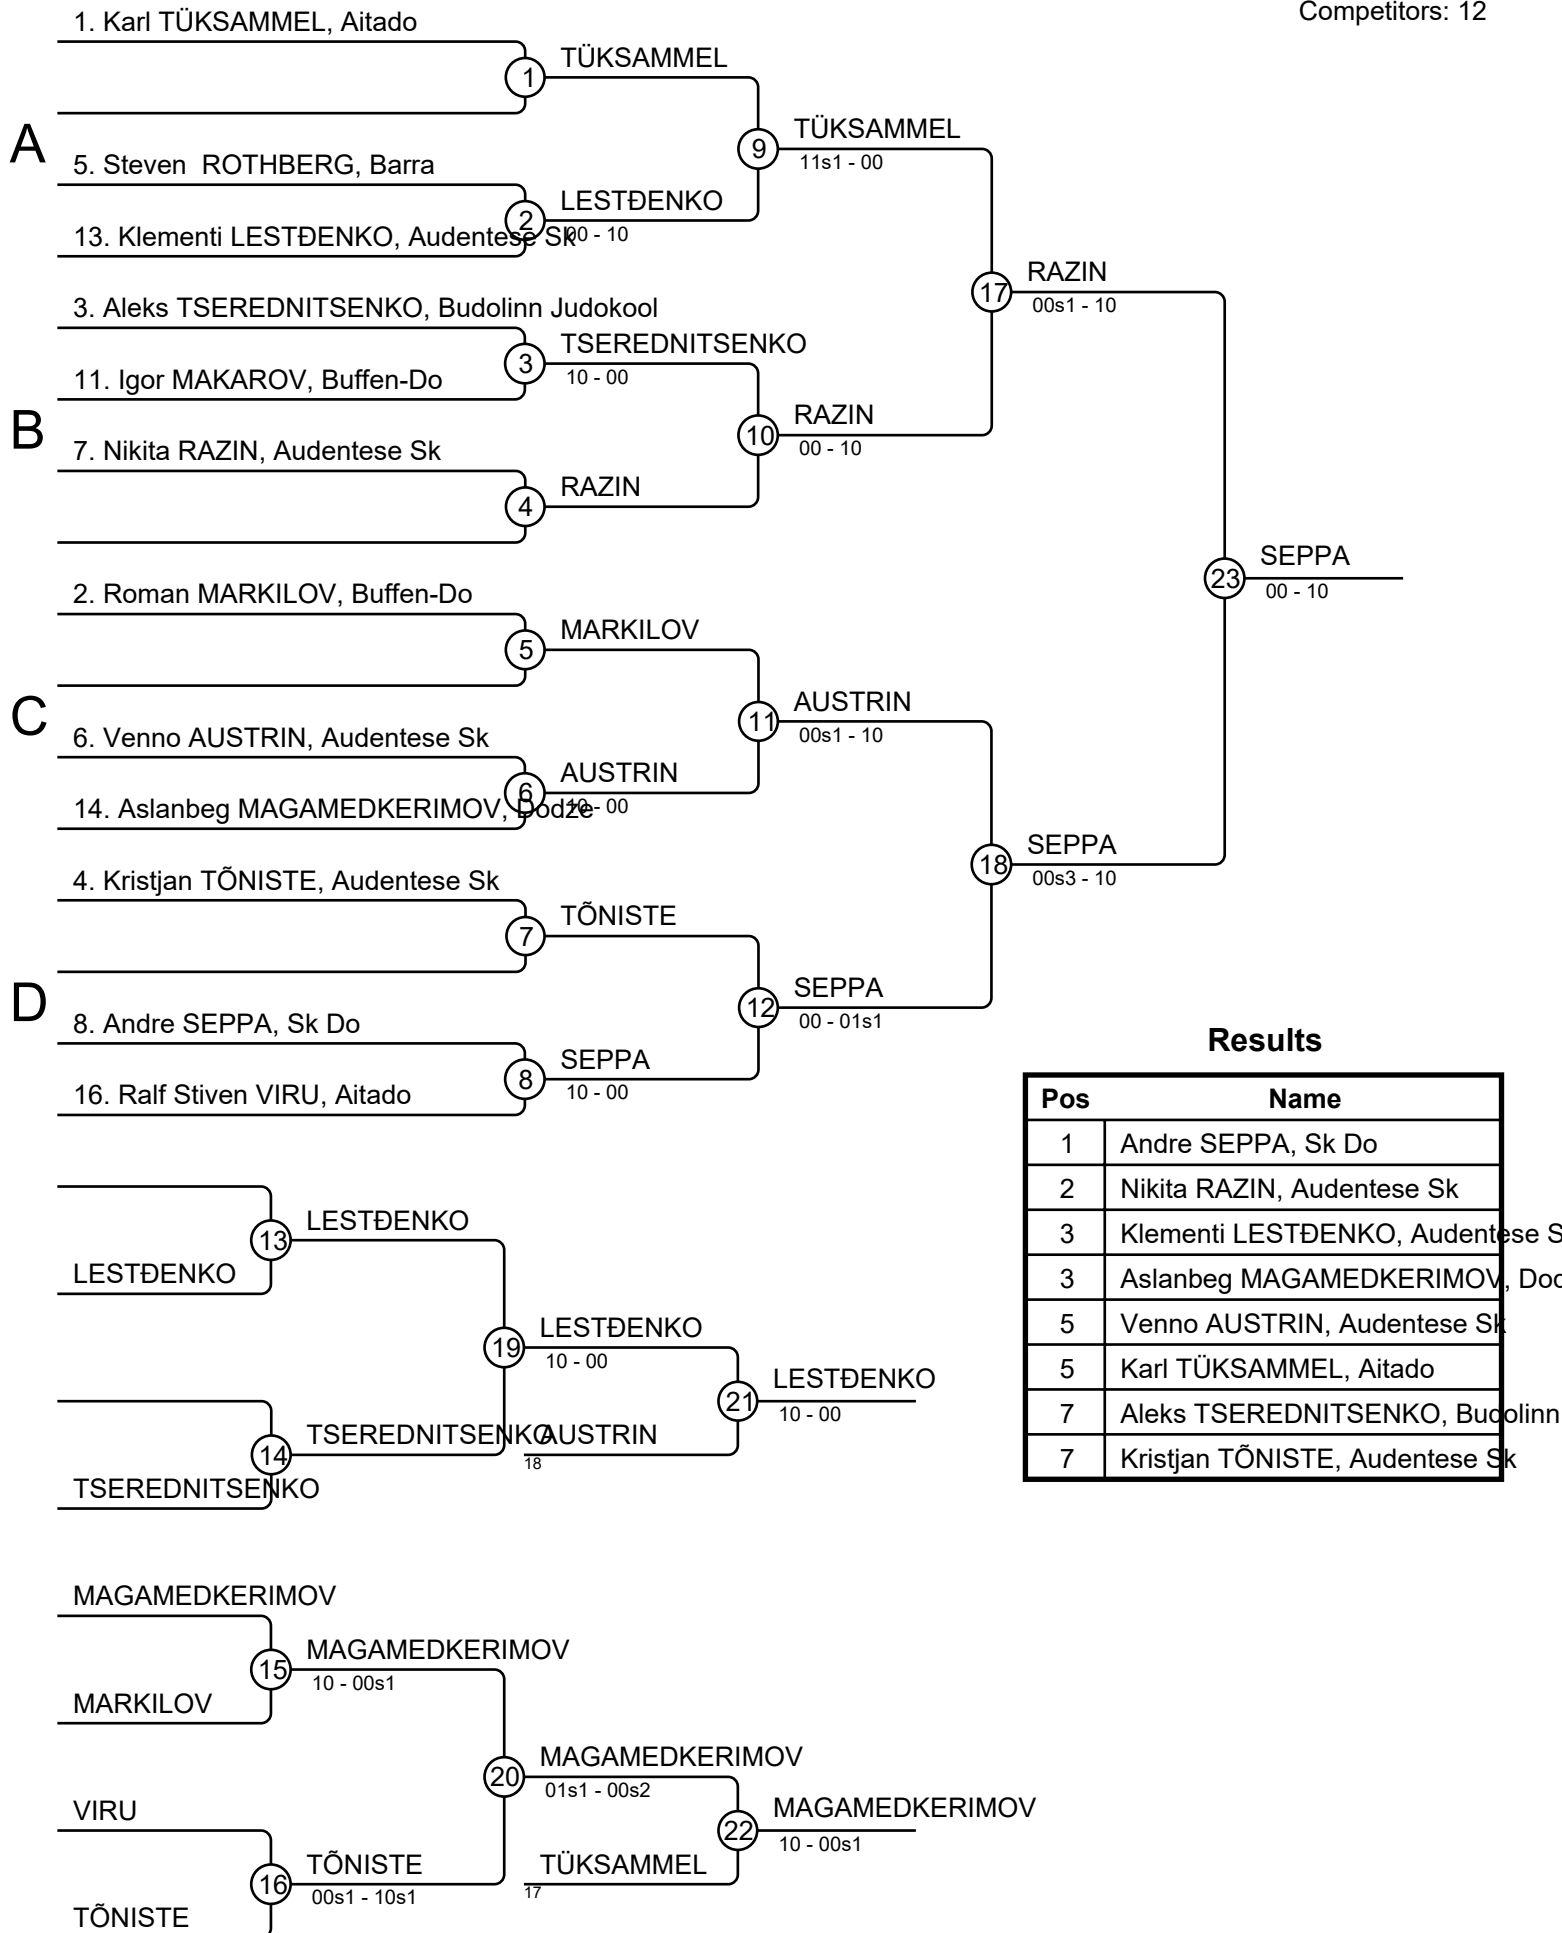 Competitors: 12
1. Karl TÜKSAMMEL, Aitado
1
TÜKSAMMEL
A
9
TÜKSAMMEL
11s1 - 00
5. Steven  ROTHBERG, Barra
2
LESTÐENKO
00 - 10
13. Klementi LESTÐENKO, Audentese Sk
17
RAZIN
00s1 - 10
3. Aleks TSEREDNITSENKO, Budolinn Judokool
3
TSEREDNITSENKO
10 - 00
11. Igor MAKAROV, Buffen-Do
B
10
RAZIN
00 - 10
7. Nikita RAZIN, Audentese Sk
4
RAZIN
23
SEPPA
00 - 10
2. Roman MARKILOV, Buffen-Do
5
MARKILOV
C
11
AUSTRIN
00s1 - 10
6. Venno AUSTRIN, Audentese Sk
6
AUSTRIN
10 - 00
14. Aslanbeg MAGAMEDKERIMOV, Dodze
18
SEPPA
00s3 - 10
4. Kristjan TÕNISTE, Audentese Sk
7
TÕNISTE
D
12
SEPPA
00 - 01s1
8. Andre SEPPA, Sk Do
8
SEPPA
10 - 00
16. Ralf Stiven VIRU, Aitado
Results
Pos Name
1 Andre SEPPA, Sk Do
2 Nikita RAZIN, Audentese Sk
3 Klementi LESTÐENKO, Audentese S
3 Aslanbeg MAGAMEDKERIMOV, Dod
5 Venno AUSTRIN, Audentese Sk
5 Karl TÜKSAMMEL, Aitado
7 Aleks TSEREDNITSENKO, Budolinn
7 Kristjan TÕNISTE, Audentese Sk
13
LESTÐENKO
LESTÐENKO
19
LESTÐENKO
10 - 00
21
LESTÐENKO
10 - 00
14
TSEREDNITSENKO
AUSTRIN
18
TSEREDNITSENKO
MAGAMEDKERIMOV
15
MAGAMEDKERIMOV
10 - 00s1
MARKILOV
20
MAGAMEDKERIMOV
01s1 - 00s2
22
MAGAMEDKERIMOV
10 - 00s1
VIRU
16
TÕNISTE
00s1 - 10s1
TÜKSAMMEL
17
TÕNISTE